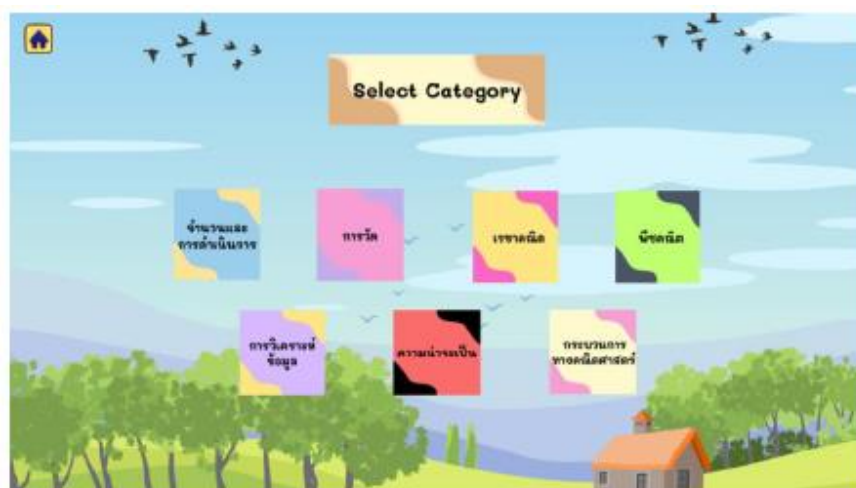 Select Category
จำนวนและ
การดำเนินการ
การวัด
เรขาคณิต
พีชคณิต
การวิเคราะห์
ข้อมูล
ความน่าจะเป็น
กระบวนการ
ทางคณิตศาสตร์